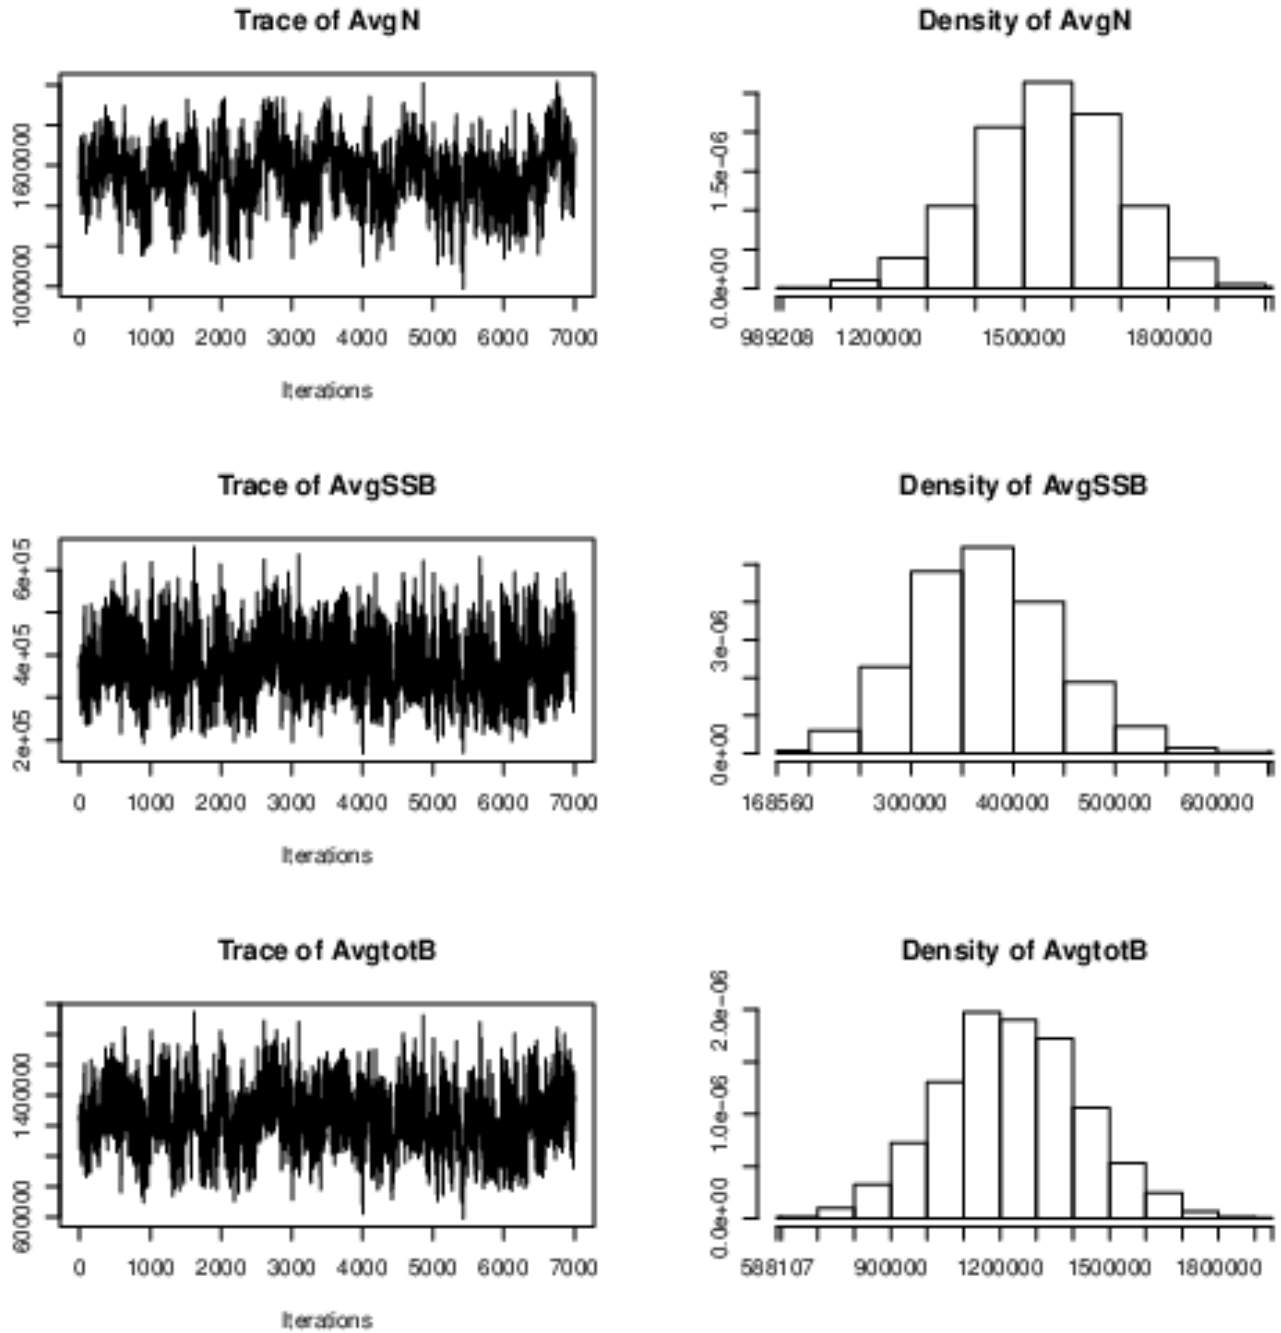 Trace of AvgN
1600000
1000000
0 1000 2000 3000 4000 5000 6000 7000
Iterations
Density of AvgN
1.5e-06
0.0e+00
989208 1200000 1500000 1800000
Trace of AvgSSB
6e+05
4e+05
2e+05
0 1000 2000 3000 4000 5000 6000 7000
Iterations
Density of AvgSSB
3e-06
0e+00
168560 300000 400000 500000 600000
Trace of AvgtotB
1400000
600000
0 1000 2000 3000 4000 5000 6000 7000
Iterations
Density of AvgtotB
2.0e-06
1.0e-06
0.0e+00
588107 900000 1200000 1500000 1800000